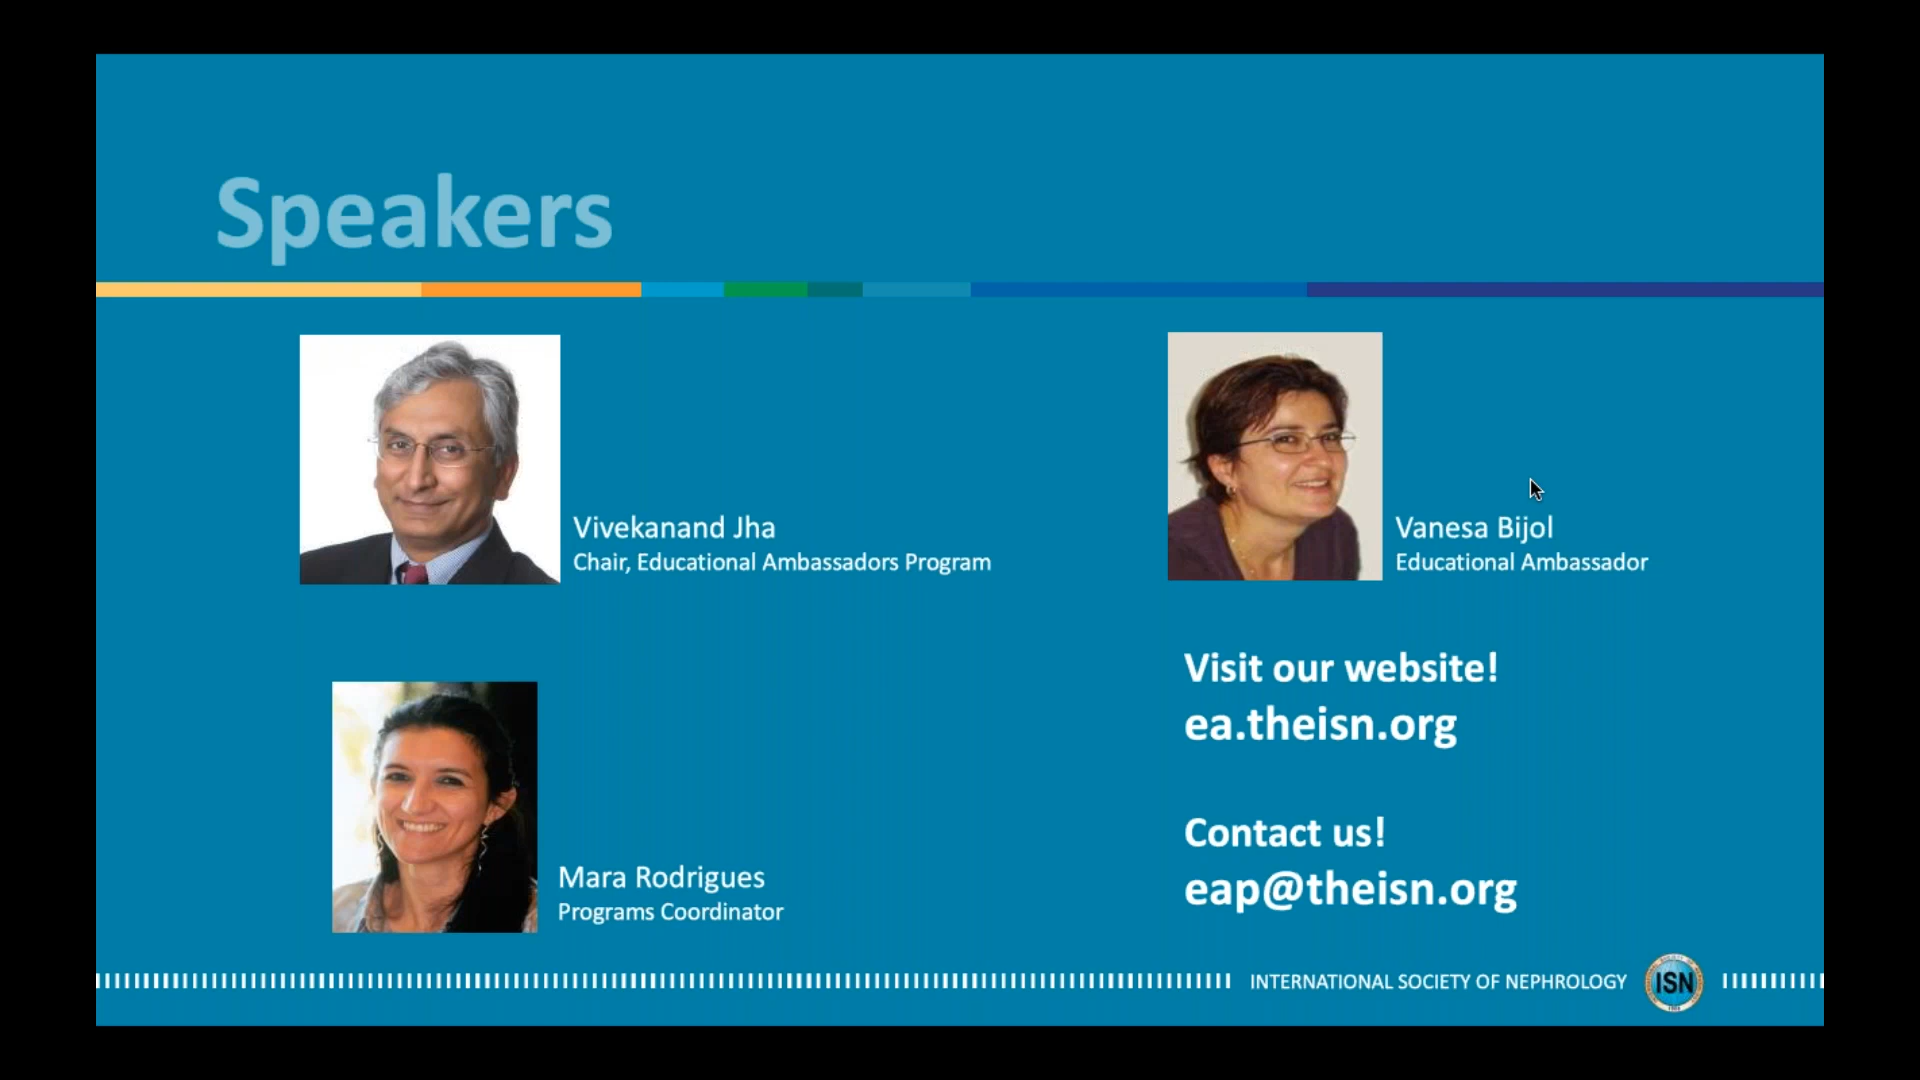 Speakers
Vivekanand Jha
Chair, Educational Ambassadors Program
Vanesa Bijol
Educational Ambassador
Mara Rodrigues
Programs Coordinator
Visit our website!
ea.theisn.org
Contact us!
eap@theisn.org
INTERNATIONAL SOCIETY OF NEPHROLOGY
ISN